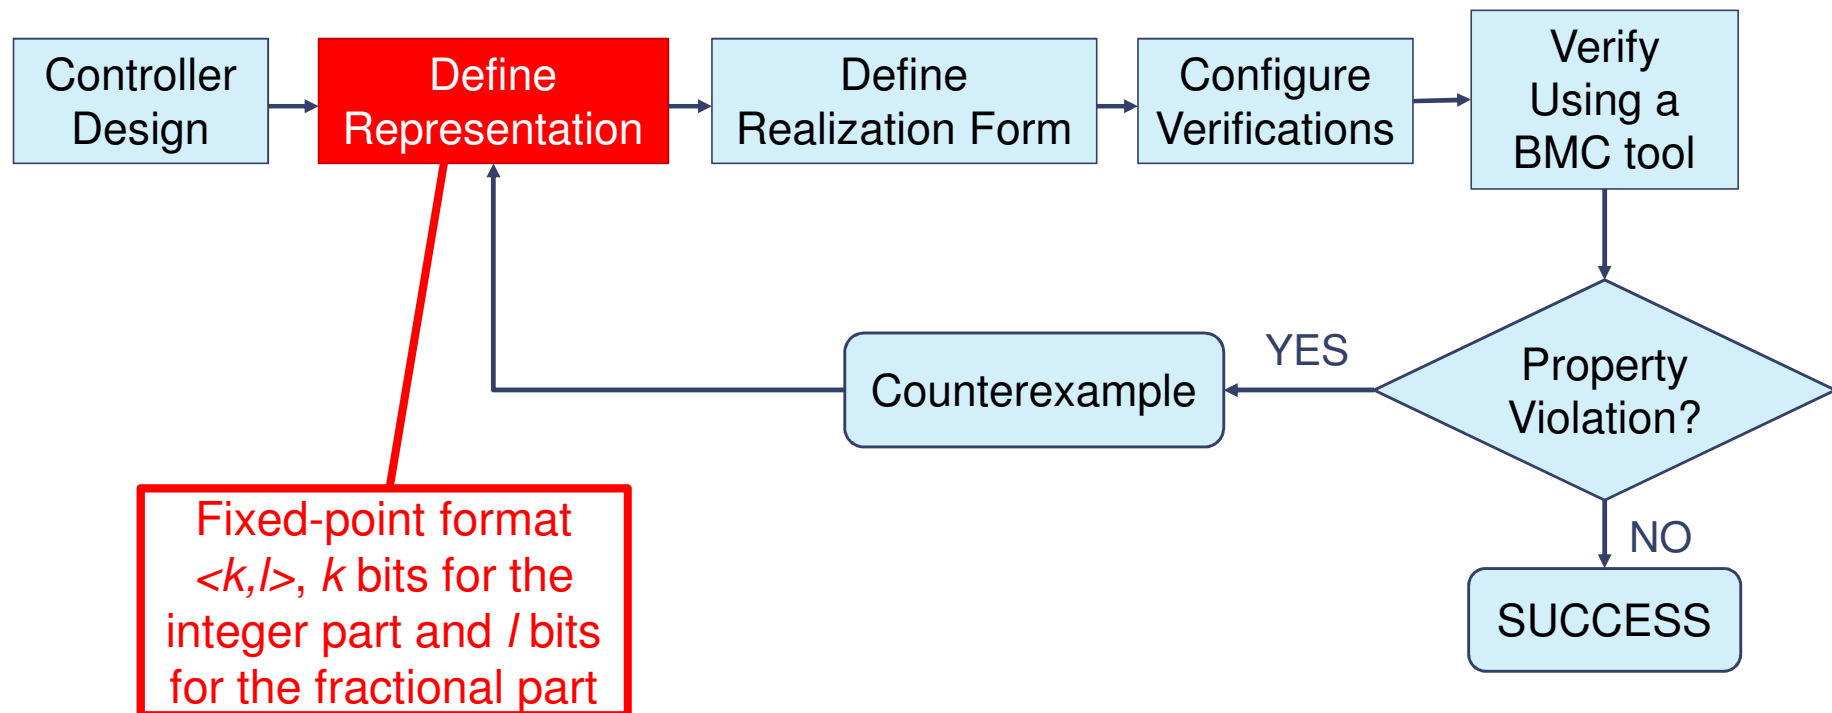 Controller
Design
Define
Representation
Define
Realization Form
Configure
Verifications
Verify
Using a
BMC tool
Property
Violation?
YES
Counterexample
NO
SUCCESS
Fixed-point format
<k,l>, k bits for the
integer part and l bits
for the fractional part